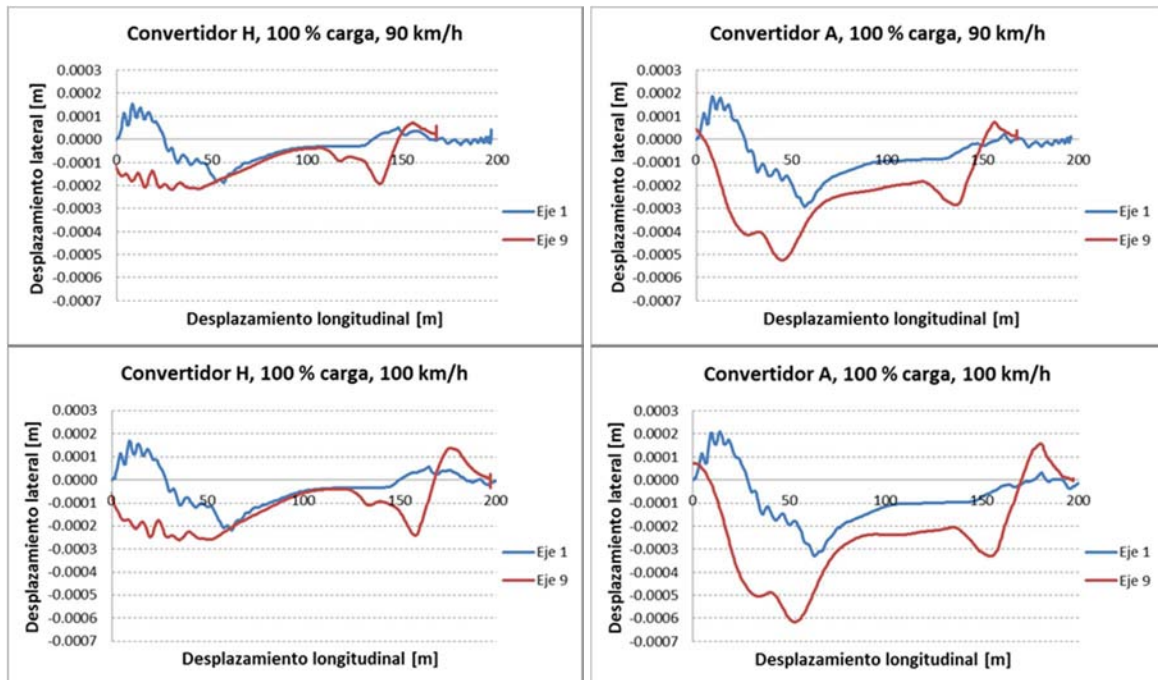 Convertidor H, 100 % carga, 90 km/h
Desplazamiento lateral [m]
0.0003
0.0002
0.0001
0.0000
-0.0001
-0.0002
-0.0003
-0.0004
-0.0005
-0.0006
-0.0007
0 50 100 150 200
Eje 1
Eje 9
Desplazamiento longitudinal [m]
Convertidor A, 100 % carga, 90 km/h
Desplazamiento lateral [m]
0.0003
0.0002
0.0001
0.0000
-0.0001
-0.0002
-0.0003
-0.0004
-0.0005
-0.0006
-0.0007
0 50 100 150 200
Eje 1
Eje 9
Desplazamiento longitudinal [m]
Convertidor H, 100 % carga, 100 km/h
Desplazamiento lateral [m]
0.0003
0.0002
0.0001
0.0000
-0.0001
-0.0002
-0.0003
-0.0004
-0.0005
-0.0006
-0.0007
0 50 100 150 200
Eje 1
Eje 9
Desplazamiento longitudinal [m]
Convertidor A, 100 % carga, 100 km/h
Desplazamiento lateral [m]
0.0003
0.0002
0.0001
0.0000
-0.0001
-0.0002
-0.0003
-0.0004
-0.0005
-0.0006
-0.0007
0 50 100 150 200
Eje 1
Eje 9
Desplazamiento longitudinal [m]